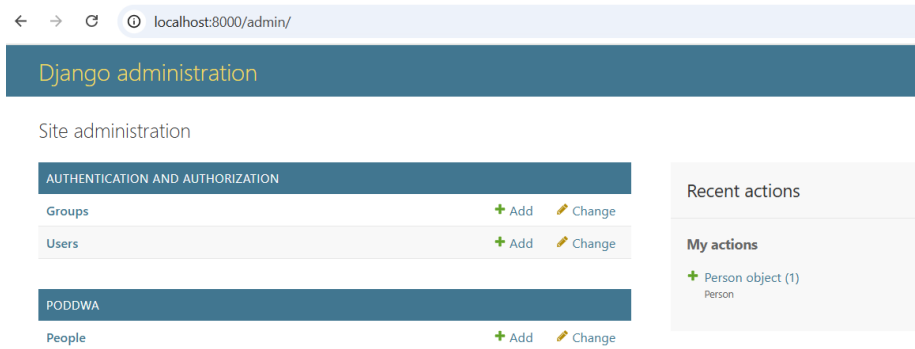 localhost:8000/admin/
Django administration
Site administration
AUTHENTICATION AND AUTHORIZATION
Groups Add Change
Users Add Change
PODDWA
People Add Change
Recent actions
My actions
Person object (1)
Person